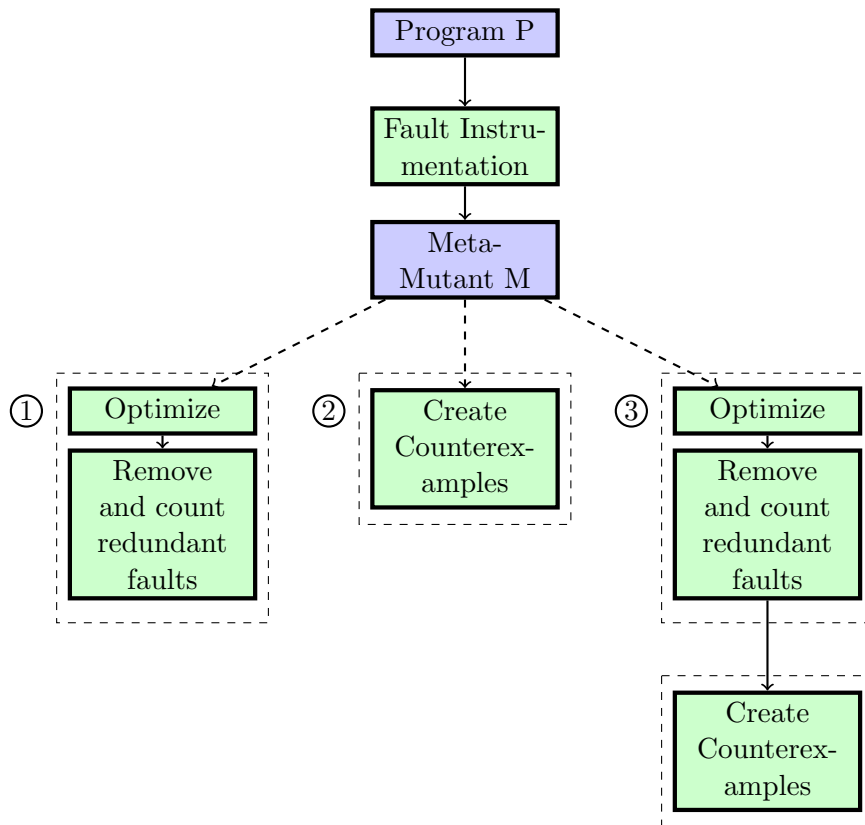 Program P
Fault Instru-
mentation
Meta-
Mutant M
1
Optimize
Remove
and count
redundant
faults
2
Create
Counterex-
amples
3
Optimize
Remove
and count
redundant
faults
Create
Counterex-
amples